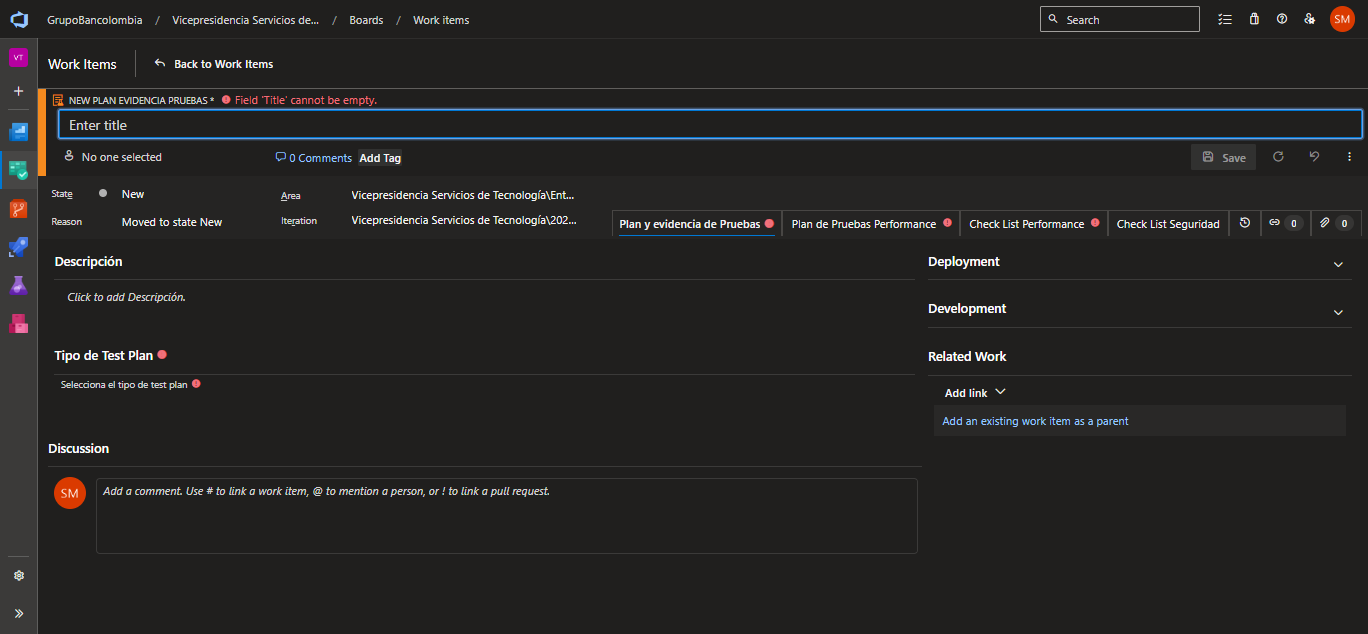 GrupoBancolombia / Vicepresidencia Servicios de... / Boards / Work items
Search
SM
VT
Work Items
Back to Work Items
NEW PLAN EVIDENCIA PRUEBAS * Field 'Title' cannot be empty.
Enter title
No one selected
0 Comments
Add Tag
Save
State
New
Area
Vicepresidencia Servicios de Tecnología\Ent...
Reason
Moved to state New
Iteration
Vicepresidencia Servicios de Tecnología\202...
Plan y evidencia de Pruebas
Plan de Pruebas Performance
Check List Performance
Check List Seguridad
0
0
Descripción
Click to add Descripción.
Tipo de Test Plan
Selecciona el tipo de test plan
Discussion
SM
Add a comment. Use # to link a work item, @ to mention a person, or ! to link a pull request.
Deployment
Development
Related Work
Add link
Add an existing work item as a parent